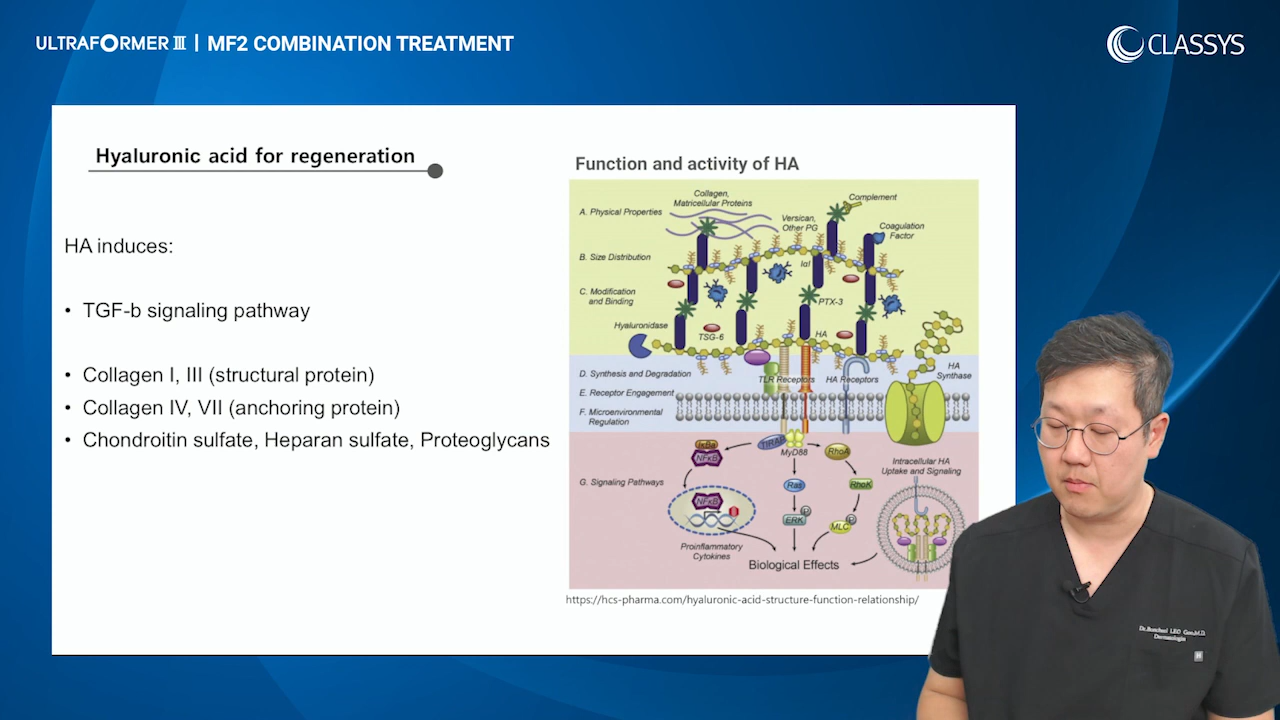 ULTRAFORMER III | MF2 COMBINATION TREATMENT
CLASSYS
Hyaluronic acid for regeneration
HA induces:
• TGF-b signaling pathway
• Collagen I, III (structural protein)
• Collagen IV, VII (anchoring protein)
• Chondroitin sulfate, Heparan sulfate, Proteoglycans
Function and activity of HA
Collagen,
Matricellular Proteins
Complement
A. Physical Properties
Versican,
Other PG
Coagulation
Factor
B. Size Distribution
IαI
C. Modification
and Binding
PTX-3
Hyaluronidase
TSG-6
HA
D. Synthesis and Degradation
TLR Receptors
HA Receptors
HA
Synthase
E. Receptor Engagement
F. Microenvironmental
Regulation
IκBα
NFκB
TIRAP
MyD88
RhoA
Intracellular HA
Uptake and Signaling
G. Signaling Pathways
Ras
RhoK
NFκB
ERK
P
MLC
P
Proinflammatory
Cytokines
Biological Effects
https://hcs-pharma.com/hyaluronic-acid-structure-function-relationship/